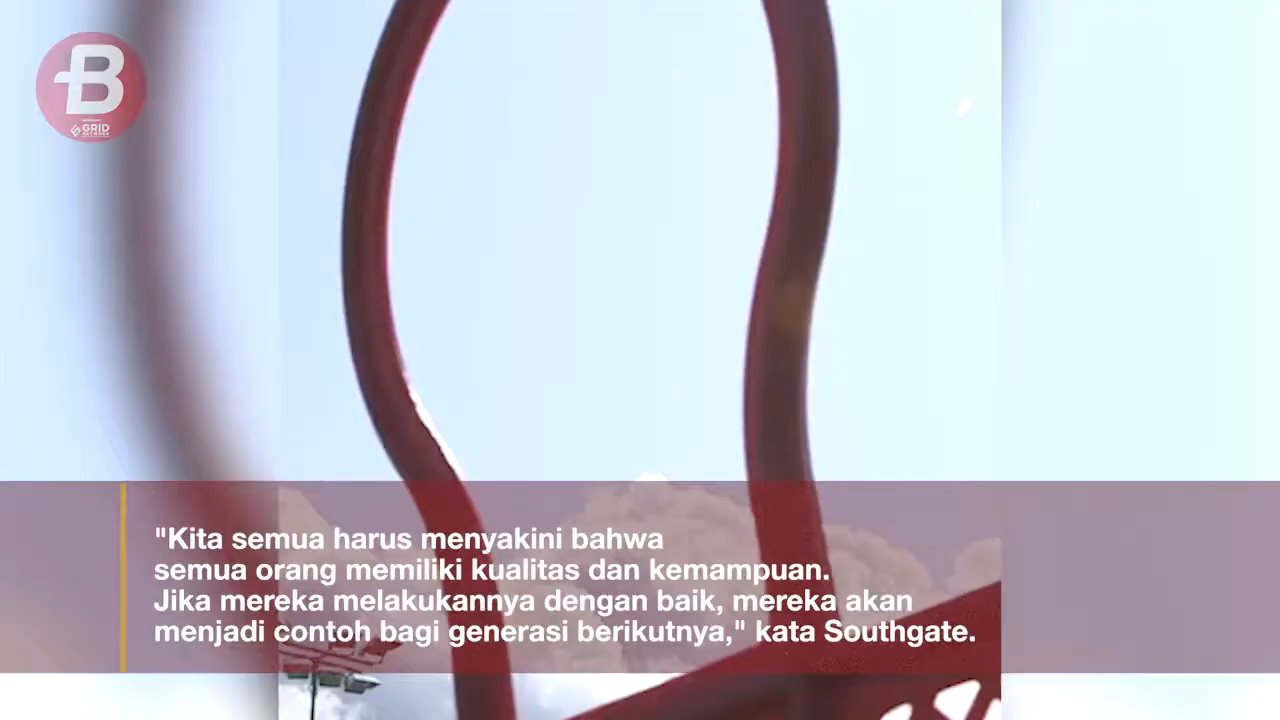 B
GRID
NETWORK
"Kita semua harus menyakini bahwa
semua orang memiliki kualitas dan kemampuan.
Jika mereka melakukannya dengan baik, mereka akan
menjadi contoh bagi generasi berikutnya," kata Southgate.